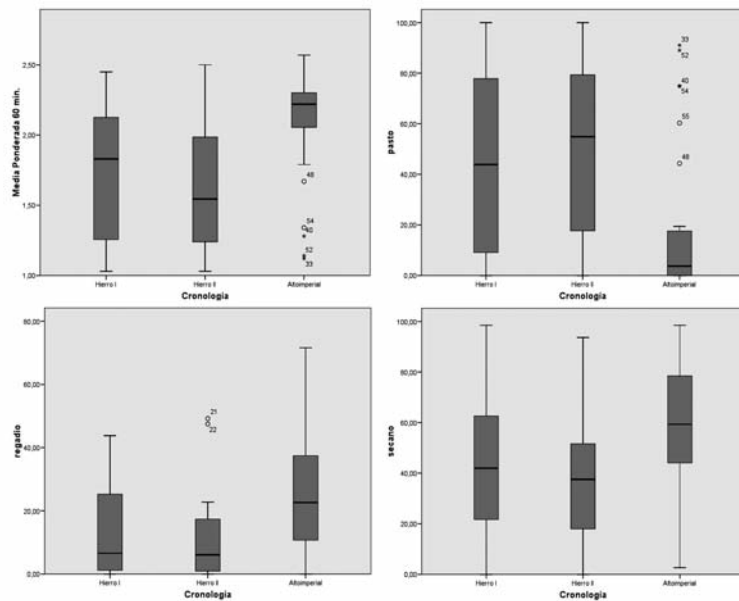 Media Ponderada 60 min.
2,50
2,00
1,50
1,00
48
54
40
52
33
Hierro I Hierro II Altoimperial
Cronología
pasto
100,00
80,00
60,00
40,00
20,00
0,00
33
52
40
54
55
48
Hierro I Hierro II Altoimperial
Cronología
regadio
80,00
60,00
40,00
20,00
0,00
21
22
Hierro I Hierro II Altoimperial
Cronología
secano
100,00
80,00
60,00
40,00
20,00
0,00
Hierro I Hierro II Altoimperial
Cronología